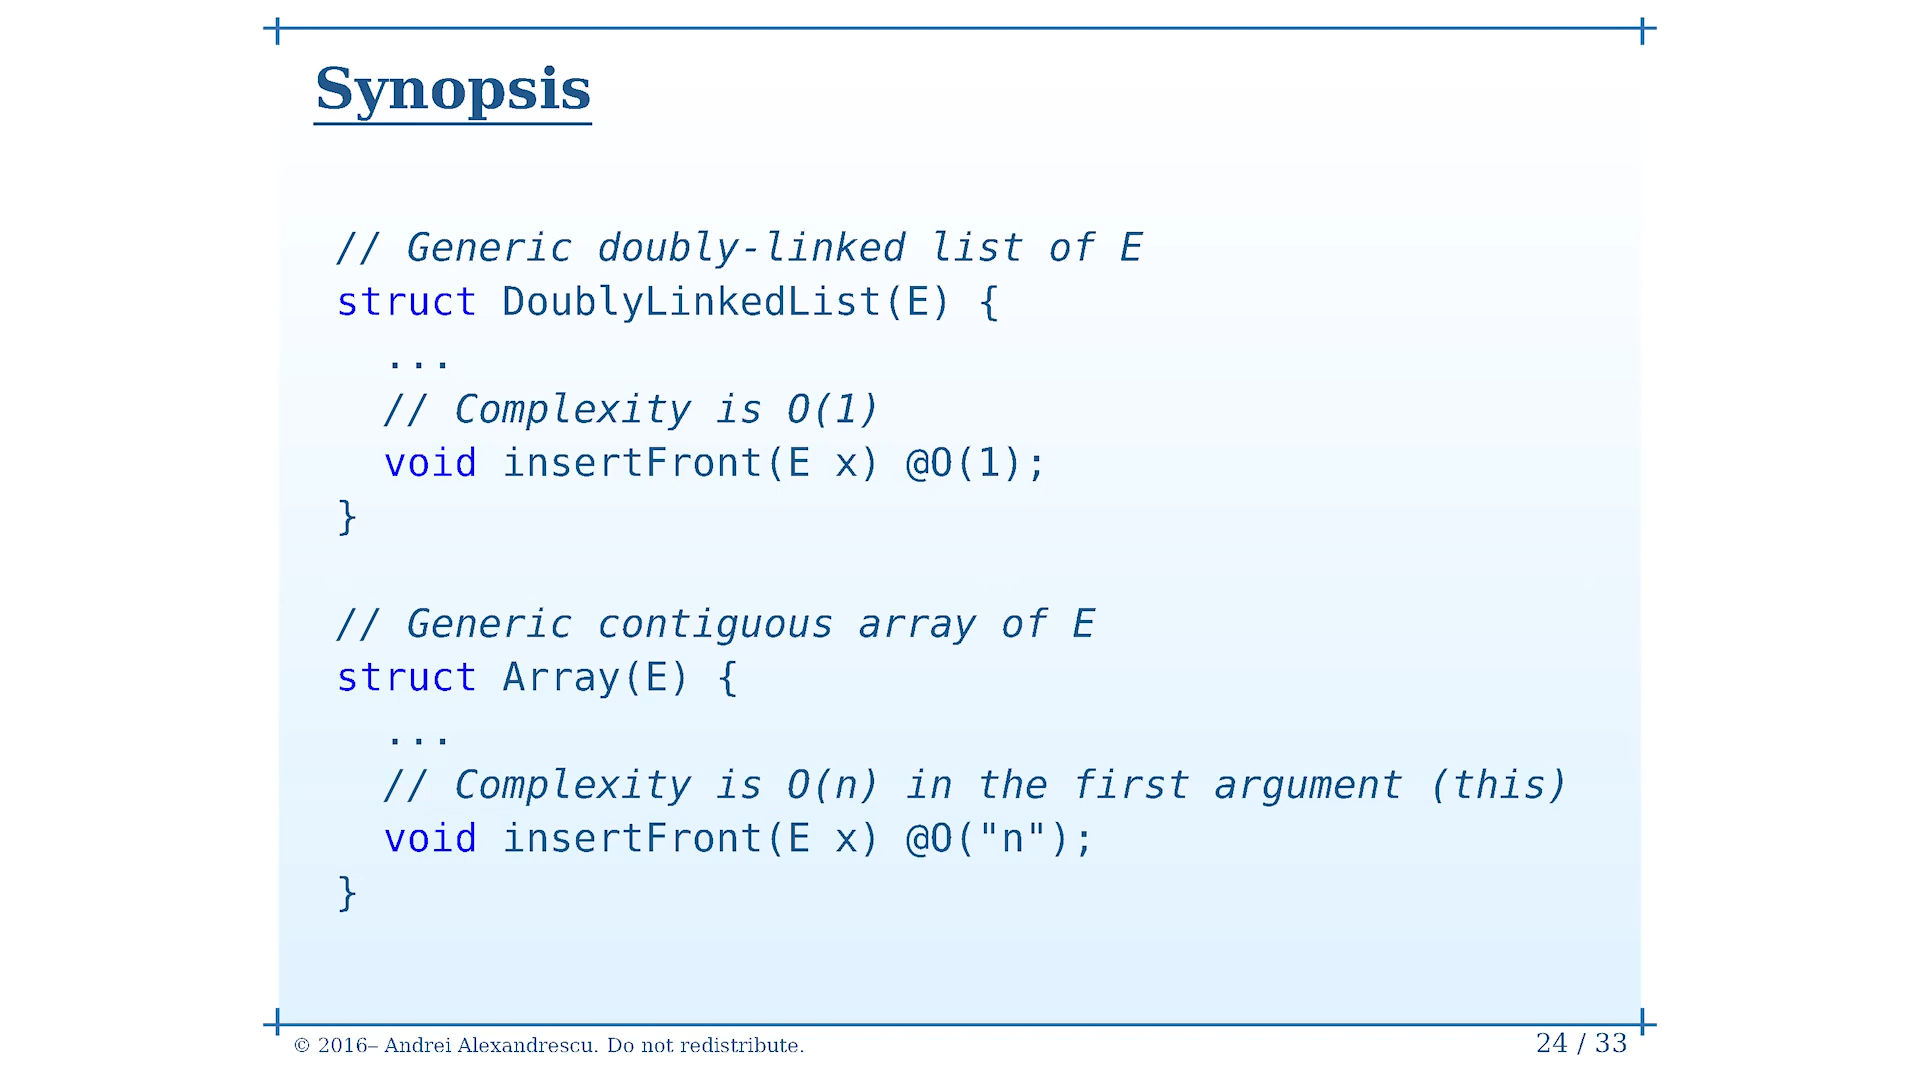 Synopsis
// Generic doubly-linked list of E
struct DoublyLinkedList(E) {
...
// Complexity is O(1)
void insertFront(E x) @O(1);
}
// Generic contiguous array of E
struct Array(E) {
...
// Complexity is O(n) in the first argument (this)
void insertFront(E x) @O("n");
}
© 2016– Andrei Alexandrescu. Do not redistribute.
24 / 33